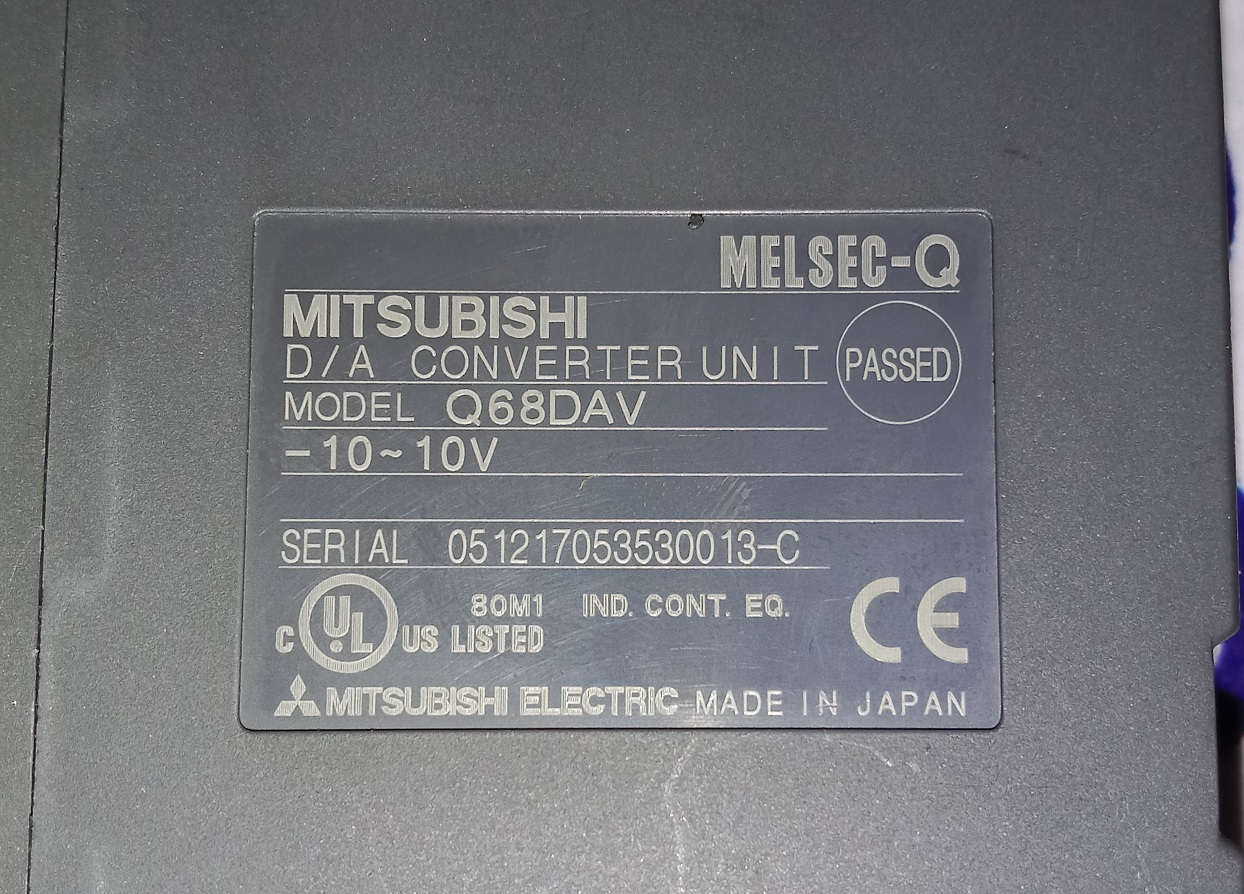 MELSEC-Q
MITSUBISHI
D/A CONVERTER UNIT
PASSED
MODEL Q68DAV
-10~10V
SERIAL 051217053530013-C
C UL US LISTED
80M1 IND. CONT. EQ.
CE
MITSUBISHI ELECTRIC MADE IN JAPAN